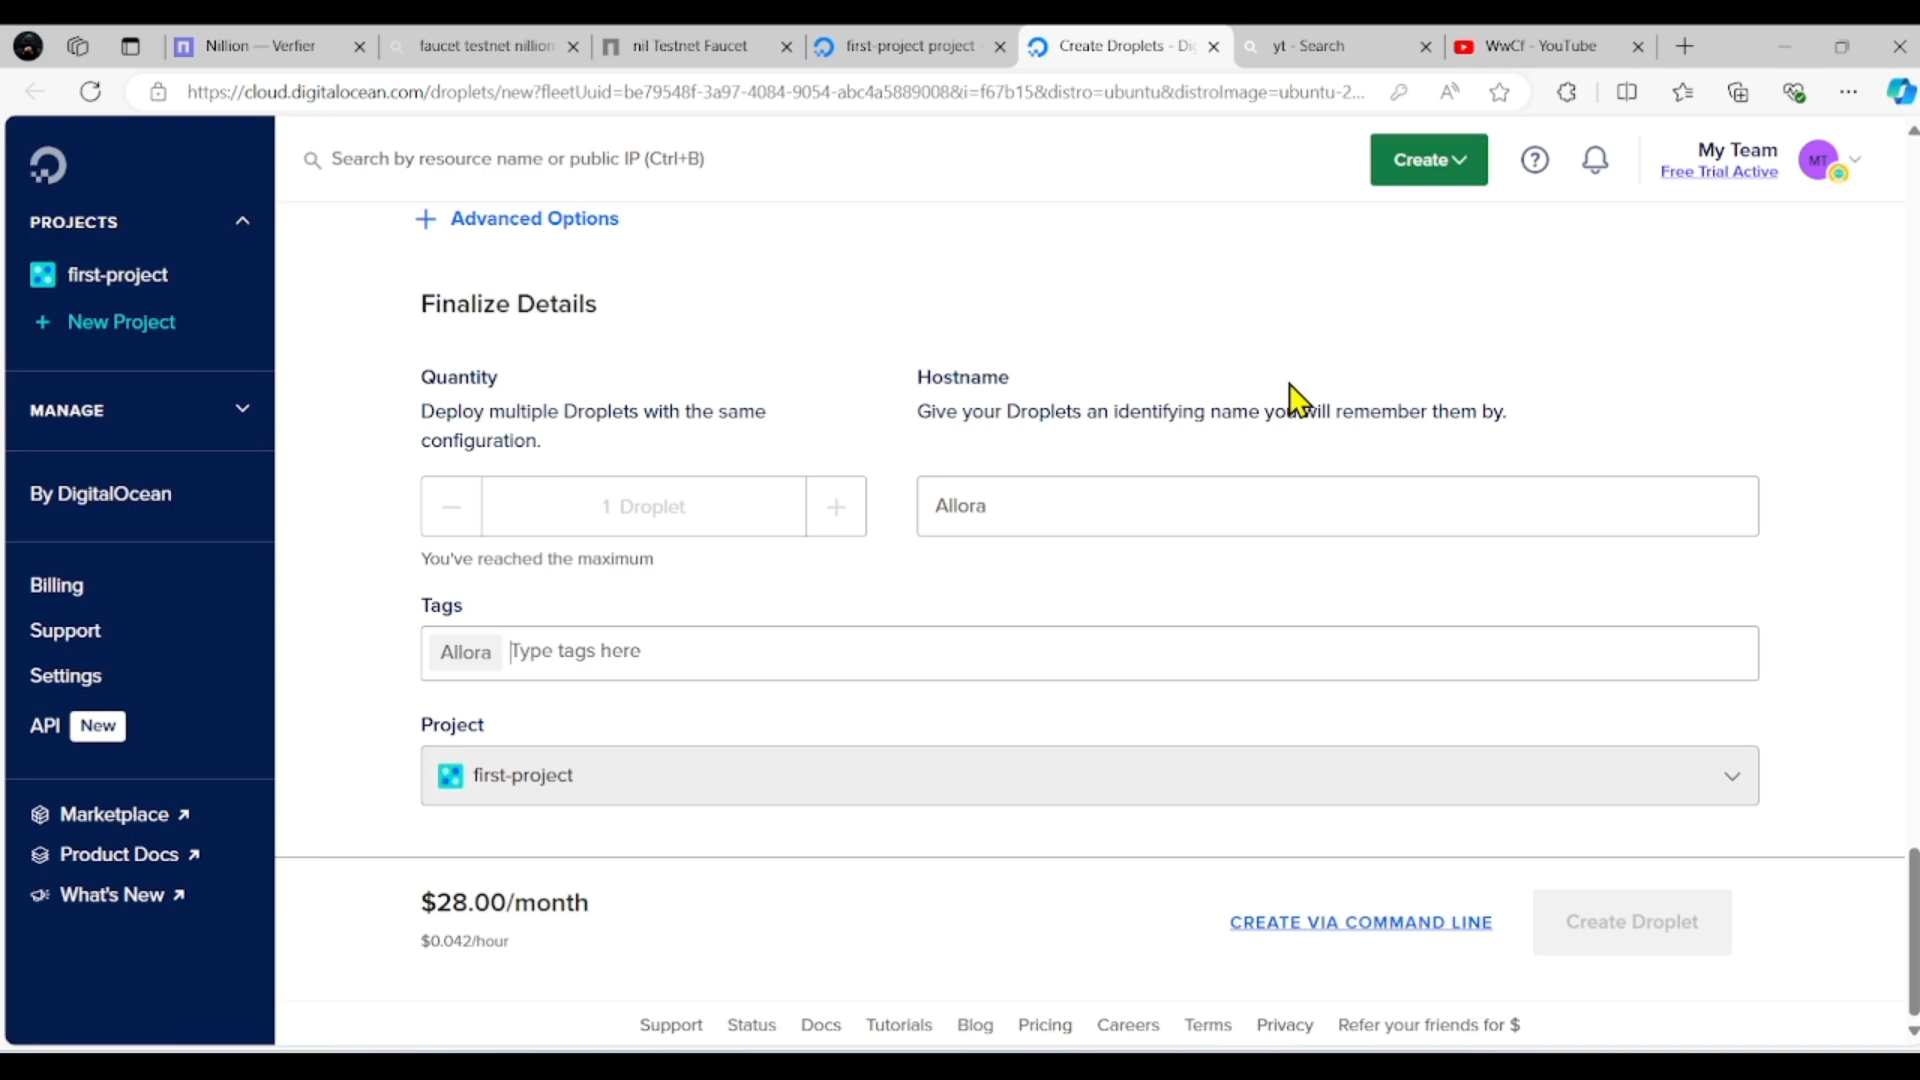 Nillion — Verfier
faucet testnet nillion
nil Testnet Faucet
first-project project
Create Droplets - Di
yt - Search
WwCf - YouTube
https://cloud.digitalocean.com/droplets/new?fleetUuid=be79548f-3a97-4084-9054-abc4a5889008&i=f67b15&distro=ubuntu&distroImage=ubuntu-2...
Search by resource name or public IP (Ctrl+B)
Create
My Team
Free Trial Active
MT
PROJECTS
first-project
+ New Project
MANAGE
By DigitalOcean
Billing
Support
Settings
API New
Marketplace
Product Docs
What's New
+ Advanced Options
Finalize Details
Quantity
Deploy multiple Droplets with the same
configuration.
1 Droplet
You've reached the maximum
Hostname
Give your Droplets an identifying name you will remember them by.
Allora
Tags
Allora Type tags here
Project
first-project
$28.00/month
$0.042/hour
CREATE VIA COMMAND LINE
Create Droplet
Support Status Docs Tutorials Blog Pricing Careers Terms Privacy Refer your friends for $